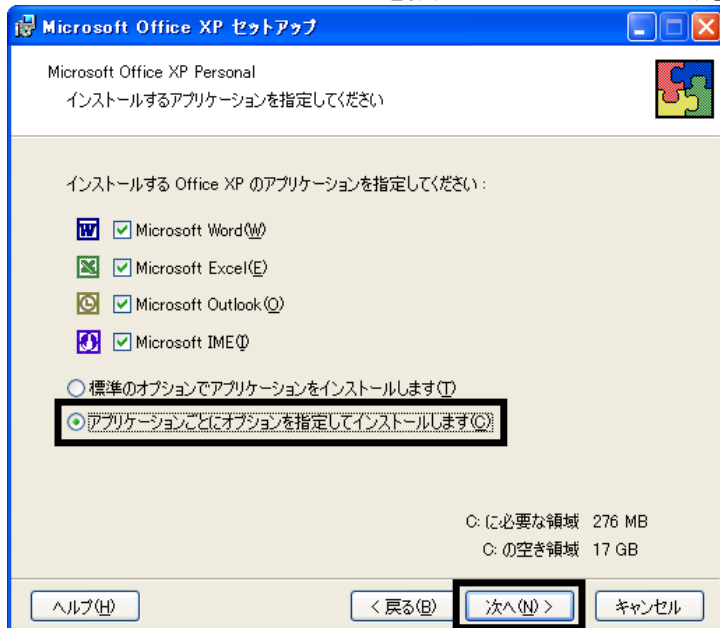 Microsoft Office XP セットアップ
Microsoft Office XP Personal
インストールするアプリケーションを指定してください
インストールする Office XP のアプリケーションを指定してください :
Microsoft Word(W)
Microsoft Excel(E)
Microsoft Outlook(O)
Microsoft IME(I)
標準のオプションでアプリケーションをインストールします(T)
アプリケーションごとにオプションを指定してインストールします(C)
C: に必要な領域 276 MB
C: の空き領域 17 GB
ヘルプ(H) < 戻る(B) 次へ(N) > キャンセル